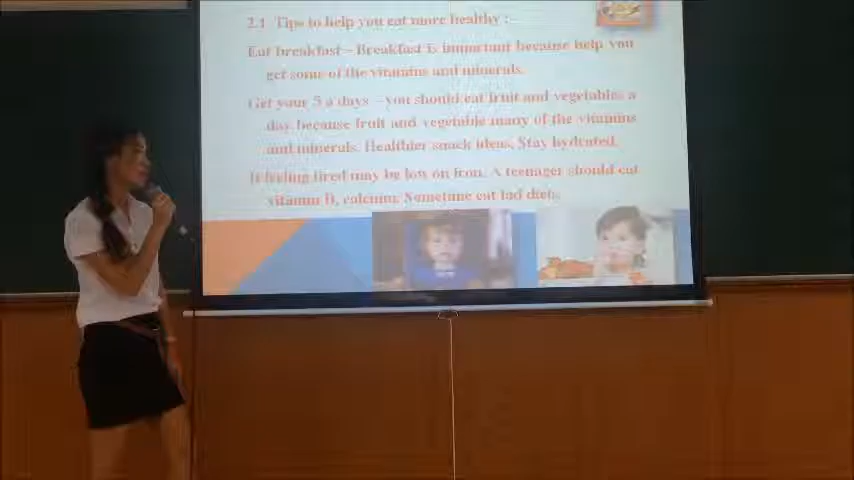 2.1 Tips to help you eat more healthy :-
Eat breakfast – Breakfast is important because help you
get some of the vitamins and minerals.
Get your 5 a days – you should eat fruit and vegetables a
day because fruit and vegetable many of the vitamins
and minerals. Healthier snack ideas. Stay hydrated.
If feeling tired may be low on iron. A teenager should eat
vitamin D, calcium. Sometime eat fad diets.